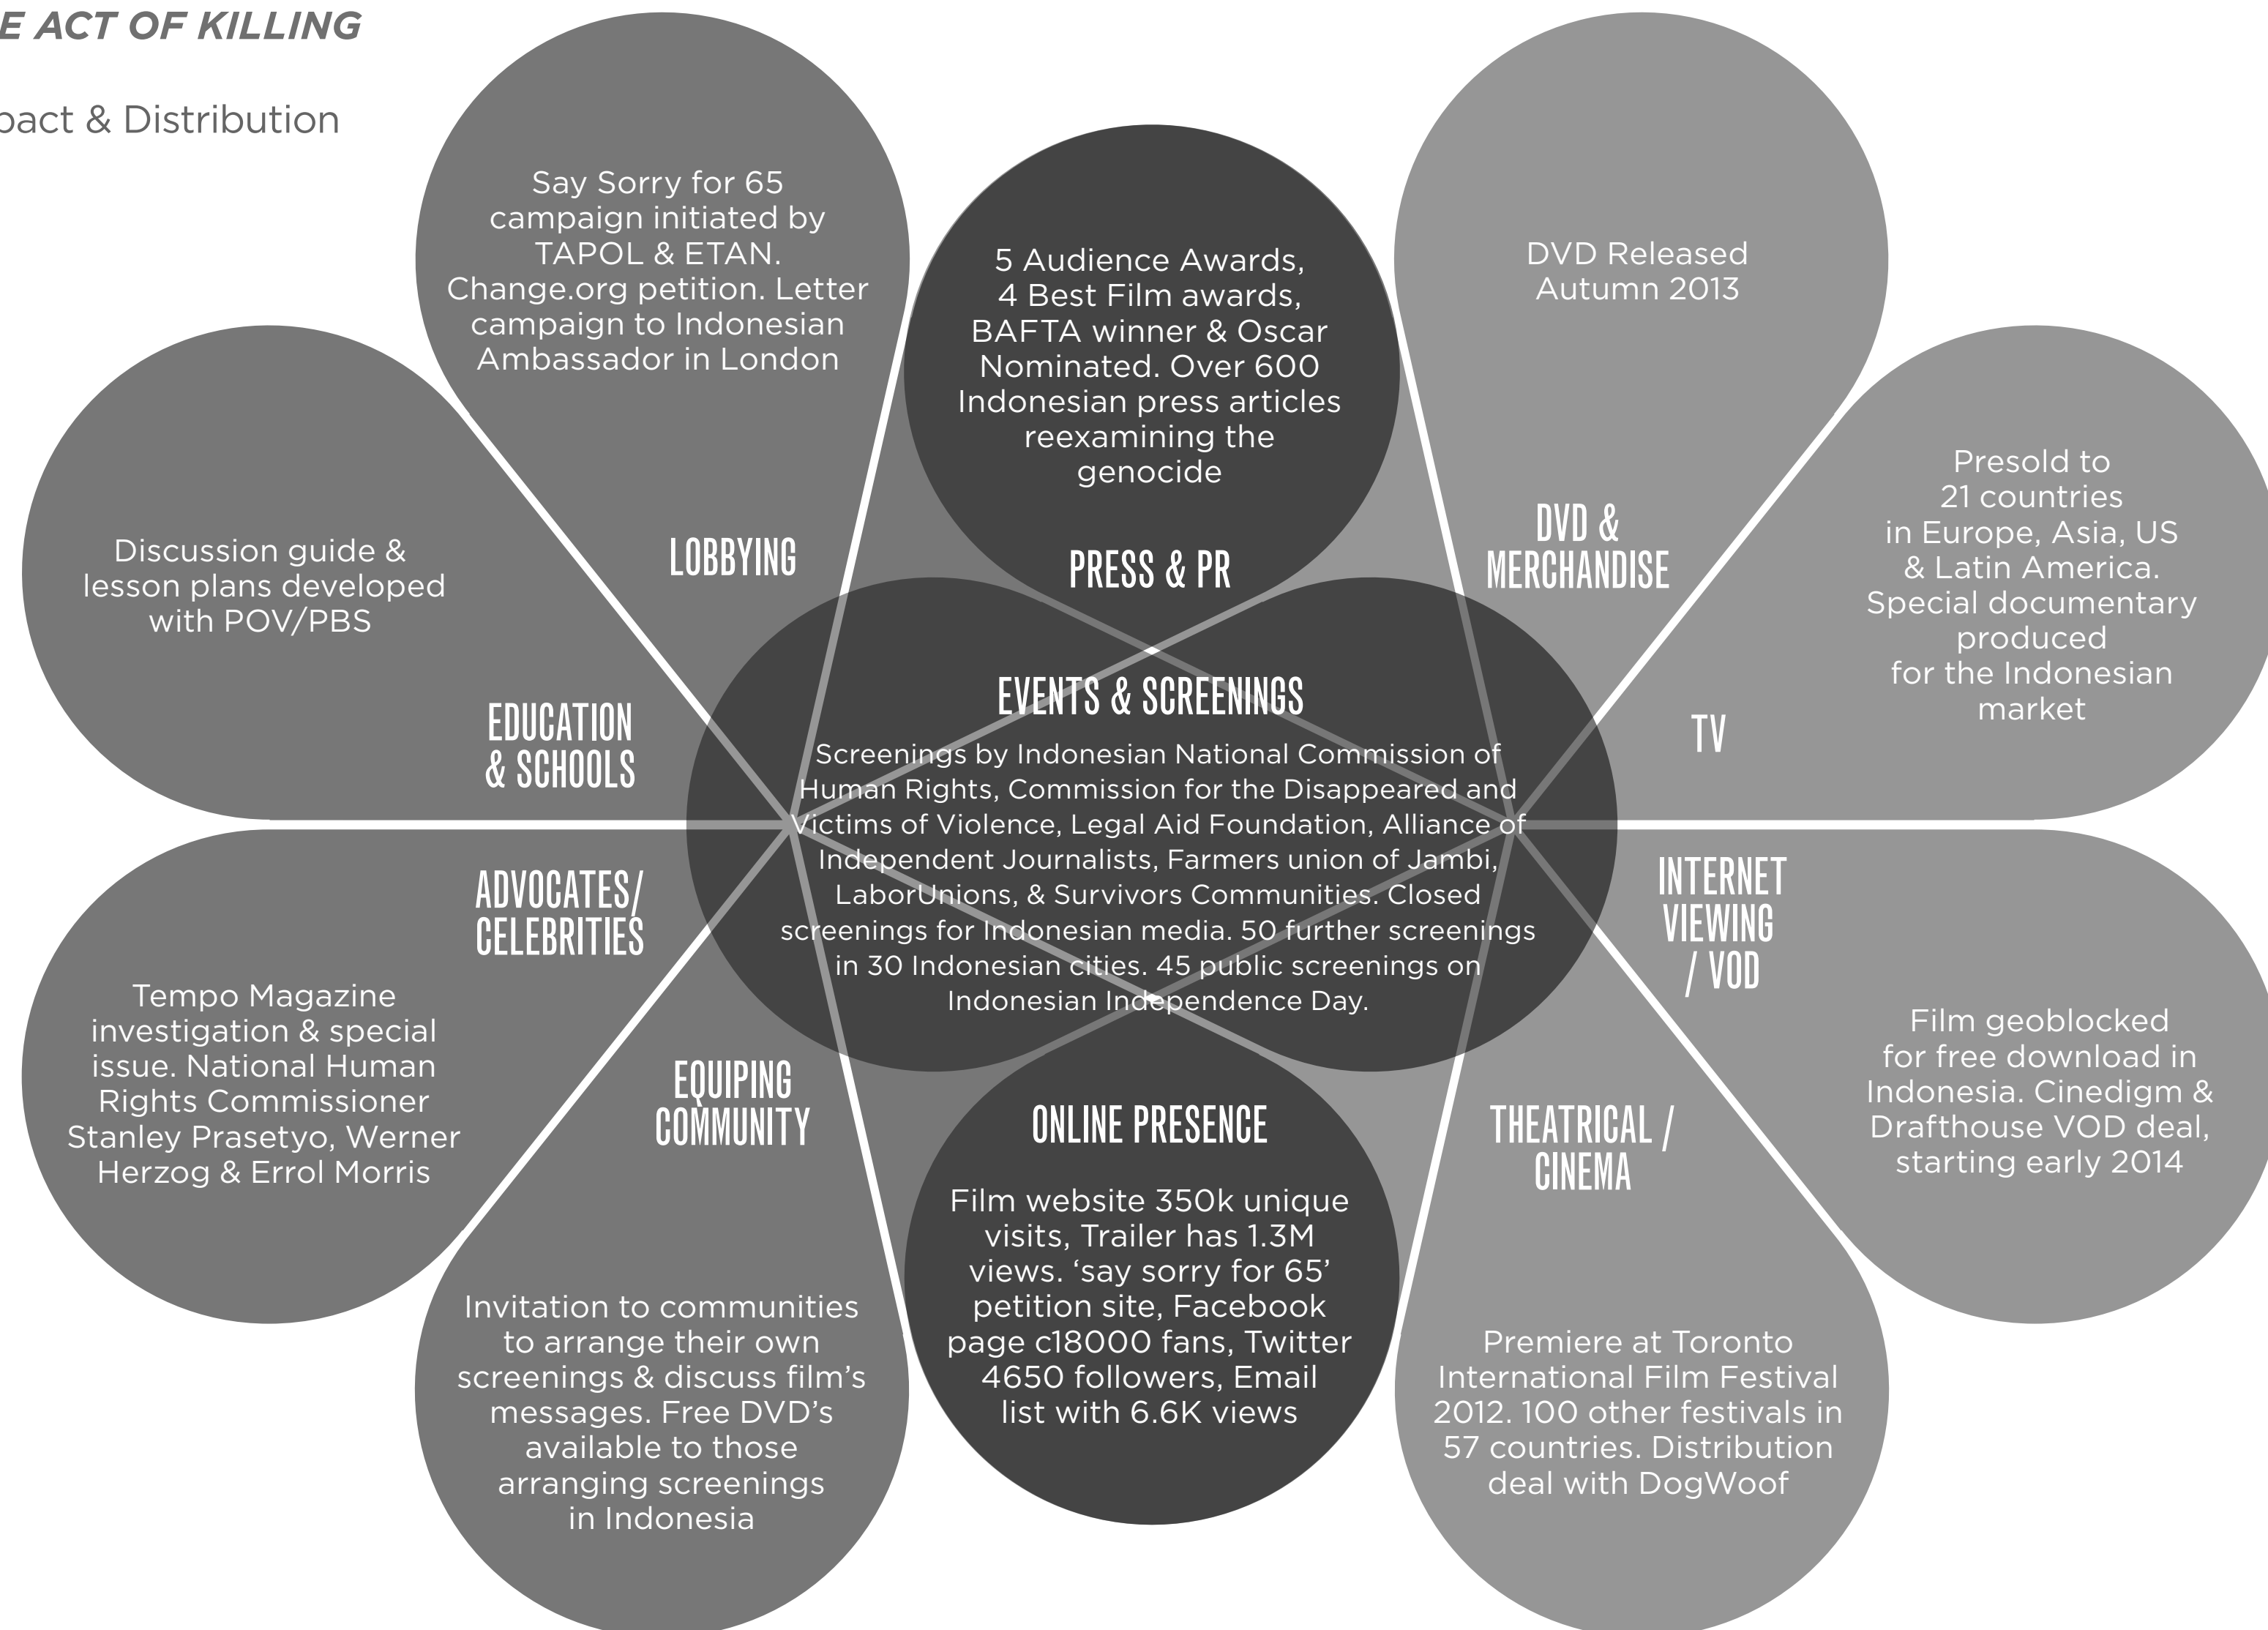 E ACT OF KILLING
pact & Distribution
Say Sorry for 65
campaign initiated by
TAPOL & ETAN.
Change.org petition. Letter
campaign to Indonesian
Ambassador in London
LOBBYING
5 Audience Awards,
4 Best Film awards,
BAFTA winner & Oscar
Nominated. Over 600
Indonesian press articles
reexamining the
genocide
PRESS & PR
DVD Released
Autumn 2013
DVD &
MERCHANDISE
Presold to
21 countries
in Europe, Asia, US
& Latin America.
Special documentary
produced
for the Indonesian
market
TV
Discussion guide &
lesson plans developed
with POV/PBS
EDUCATION
& SCHOOLS
EVENTS & SCREENINGS
Screenings by Indonesian National Commission of
Human Rights, Commission for the Disappeared and
Victims of Violence, Legal Aid Foundation, Alliance of
Independent Journalists, Farmers union of Jambi,
LaborUnions, & Survivors Communities. Closed
screenings for Indonesian media. 50 further screenings
in 30 Indonesian cities. 45 public screenings on
Indonesian Independence Day.
ADVOCATES/
CELEBRITIES
Tempo Magazine
investigation & special
issue. National Human
Rights Commissioner
Stanley Prasetyo, Werner
Herzog & Errol Morris
EQUIPING
COMMUNITY
Invitation to communities
to arrange their own
screenings & discuss film's
messages. Free DVD's
available to those
arranging screenings
in Indonesia
ONLINE PRESENCE
Film website 350k unique
visits, Trailer has 1.3M
views. ‘say sorry for 65’
petition site, Facebook
page c18000 fans, Twitter
4650 followers, Email
list with 6.6K views
THEATRICAL /
CINEMA
Premiere at Toronto
International Film Festival
2012. 100 other festivals in
57 countries. Distribution
deal with DogWoof
INTERNET
VIEWING
/ VOD
Film geoblocked
for free download in
Indonesia. Cinedigm &
Drafthouse VOD deal,
starting early 2014